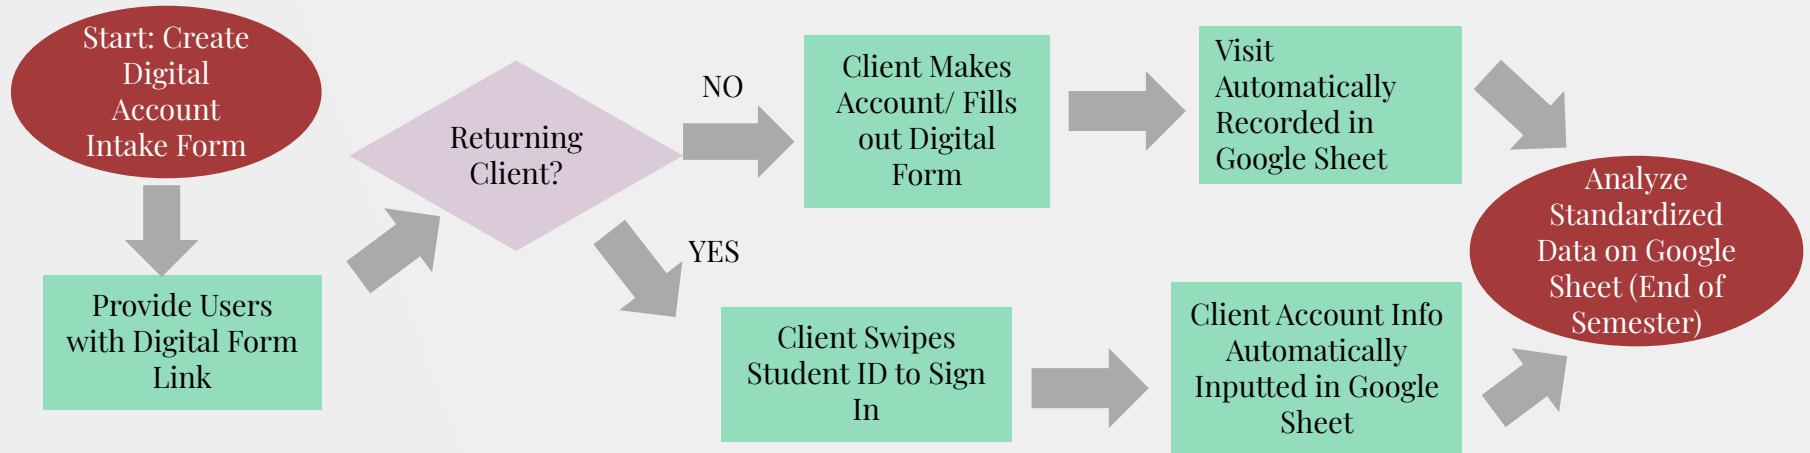 Start: Create
Digital
Account
Intake Form
Provide Users
with Digital Form
Link
Returning
Client?
NO
Client Makes
Account/ Fills
out Digital
Form
Visit
Automatically
Recorded in
Google Sheet
YES
Client Swipes
Student ID to Sign
In
Client Account Info
Automatically
Inputted in Google
Sheet
Analyze
Standardized
Data on Google
Sheet (End of
Semester)